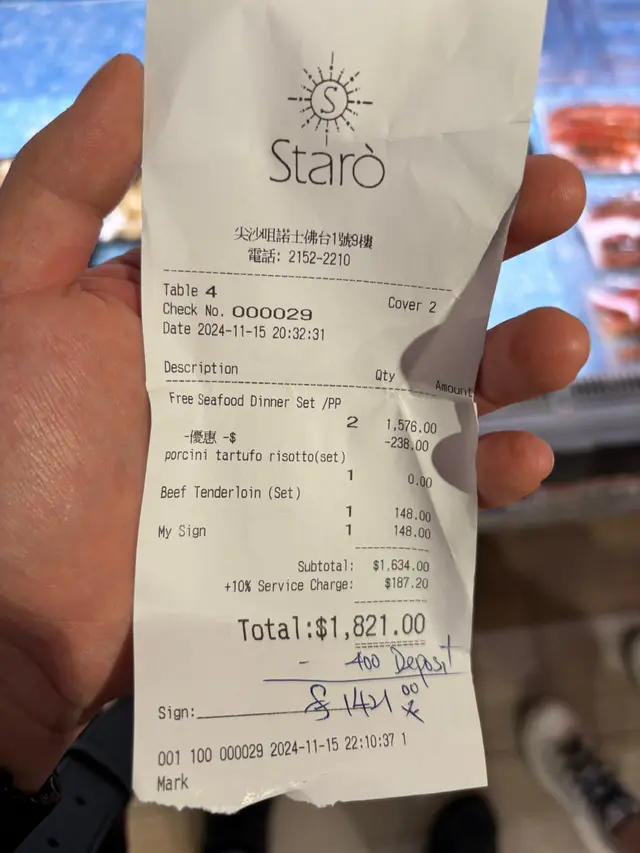 S
Starò
尖沙咀諾士佛台1號9樓
電話: 2152-2210
Table 4 Cover 2
Check No. 000029
Date 2024-11-15 20:32:31
Description Qty Amount
Free Seafood Dinner Set /PP
2 1,576.00
-優惠 -$ -238.00
porcini tartufo risotto(set)
1 0.00
Beef Tenderloin (Set)
1 148.00
My Sign 1 148.00
Subtotal: $1,634.00
+10% Service Charge: $187.20
Total:$1,821.00
- 400 Deposit
$ 1421 00
Sign:
001 100 000029 2024-11-15 22:10:37 1
Mark